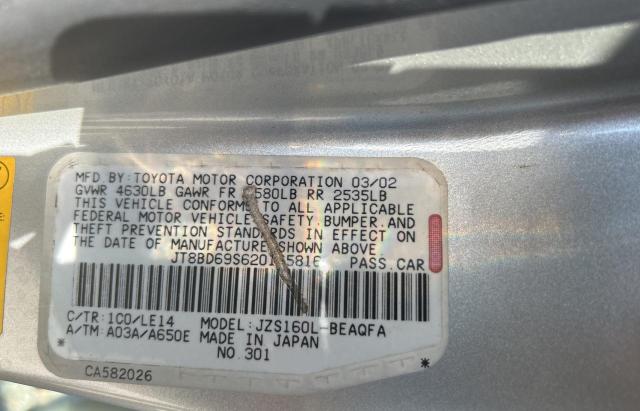 MFD.BY:TOYOTA MOTOR CORPORATION 03/02
GVWR 4630LB GAWR FR RR 2535LB
THIS VEHICLE CONFORMS TO ALL APPLICABLE
FEDERAL MOTOR VEHICLE SAFETY,BUMPER,AND
THEFT PREVENTION STANDARDS IN EFFECT ON
THE DATE OF MANUFACTURE SHOWN ABOVE.
PASS.CAR
C/TR:1C0/LE14 MODEL:JZS160L-BEAQFA
A/TM:A03A/A650E MADE IN JAPAN
NO.301
CA582026